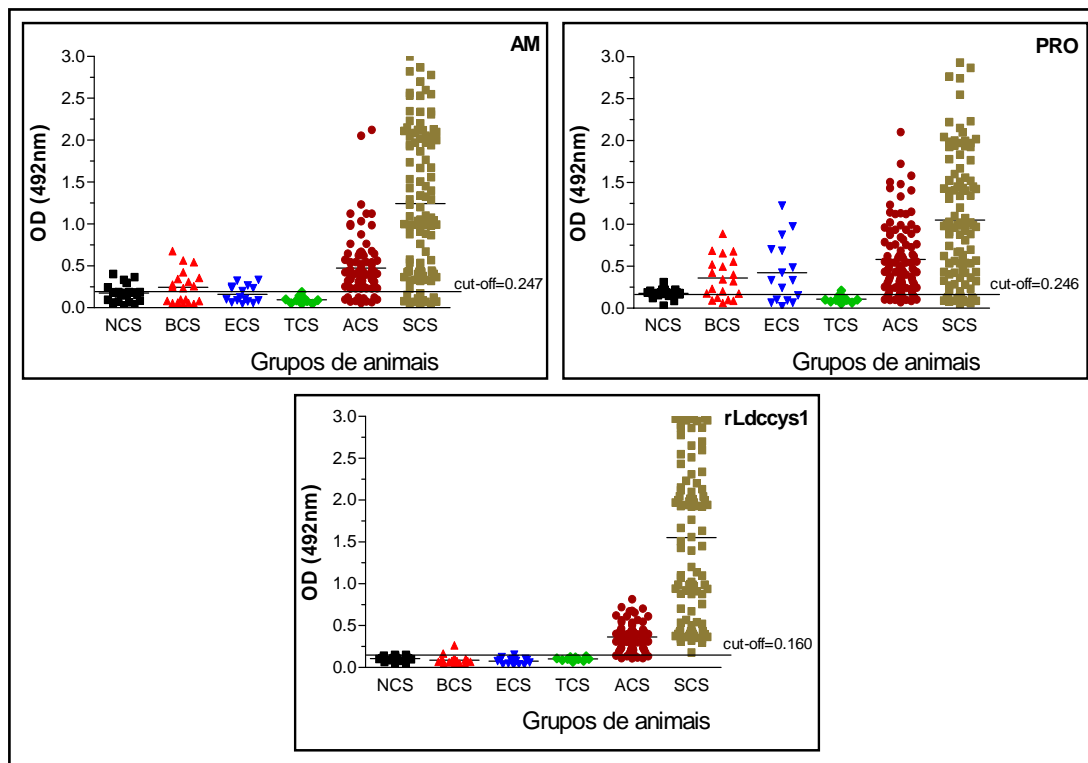 AM
3.0
2.5
2.0
1.5
1.0
0.5
0.0
OD (492nm)
cut-off=0.247
NCS BCS ECS TCS ACS SCS
Grupos de animais
PRO
3.0
2.5
2.0
1.5
1.0
0.5
0.0
OD (492nm)
cut-off=0.246
NCS BCS ECS TCS ACS SCS
Grupos de animais
rLdccys1
3.0
2.5
2.0
1.5
1.0
0.5
0.0
OD (492nm)
cut-off=0.160
NCS BCS ECS TCS ACS SCS
Grupos de animais